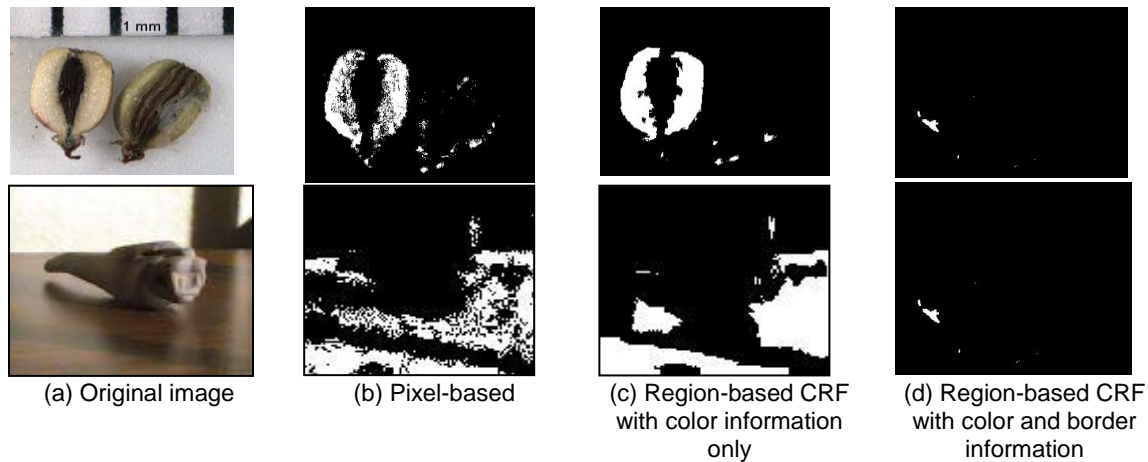 1 mm
(a) Original image
(b) Pixel-based
(c) Region-based CRF
with color information
only
(d) Region-based CRF
with color and border
information